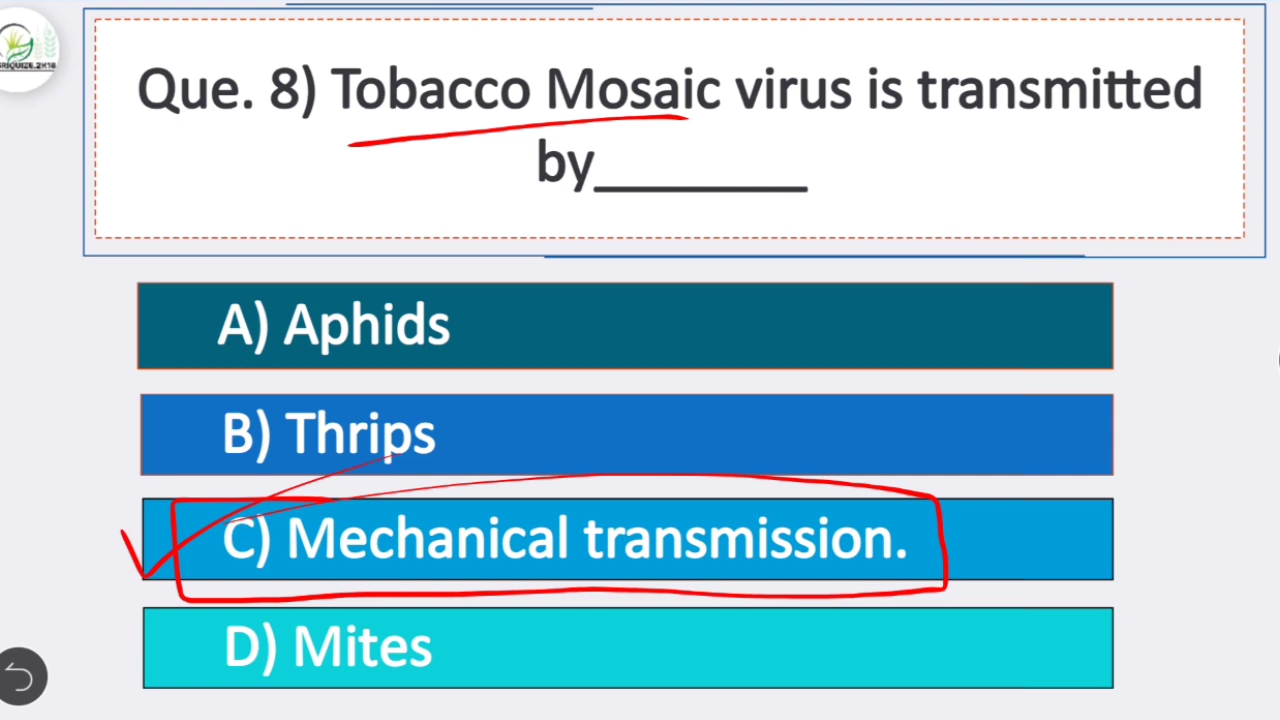 Que. 8) Tobacco Mosaic virus is transmitted
by________
A) Aphids
B) Thrips
C) Mechanical transmission.
D) Mites